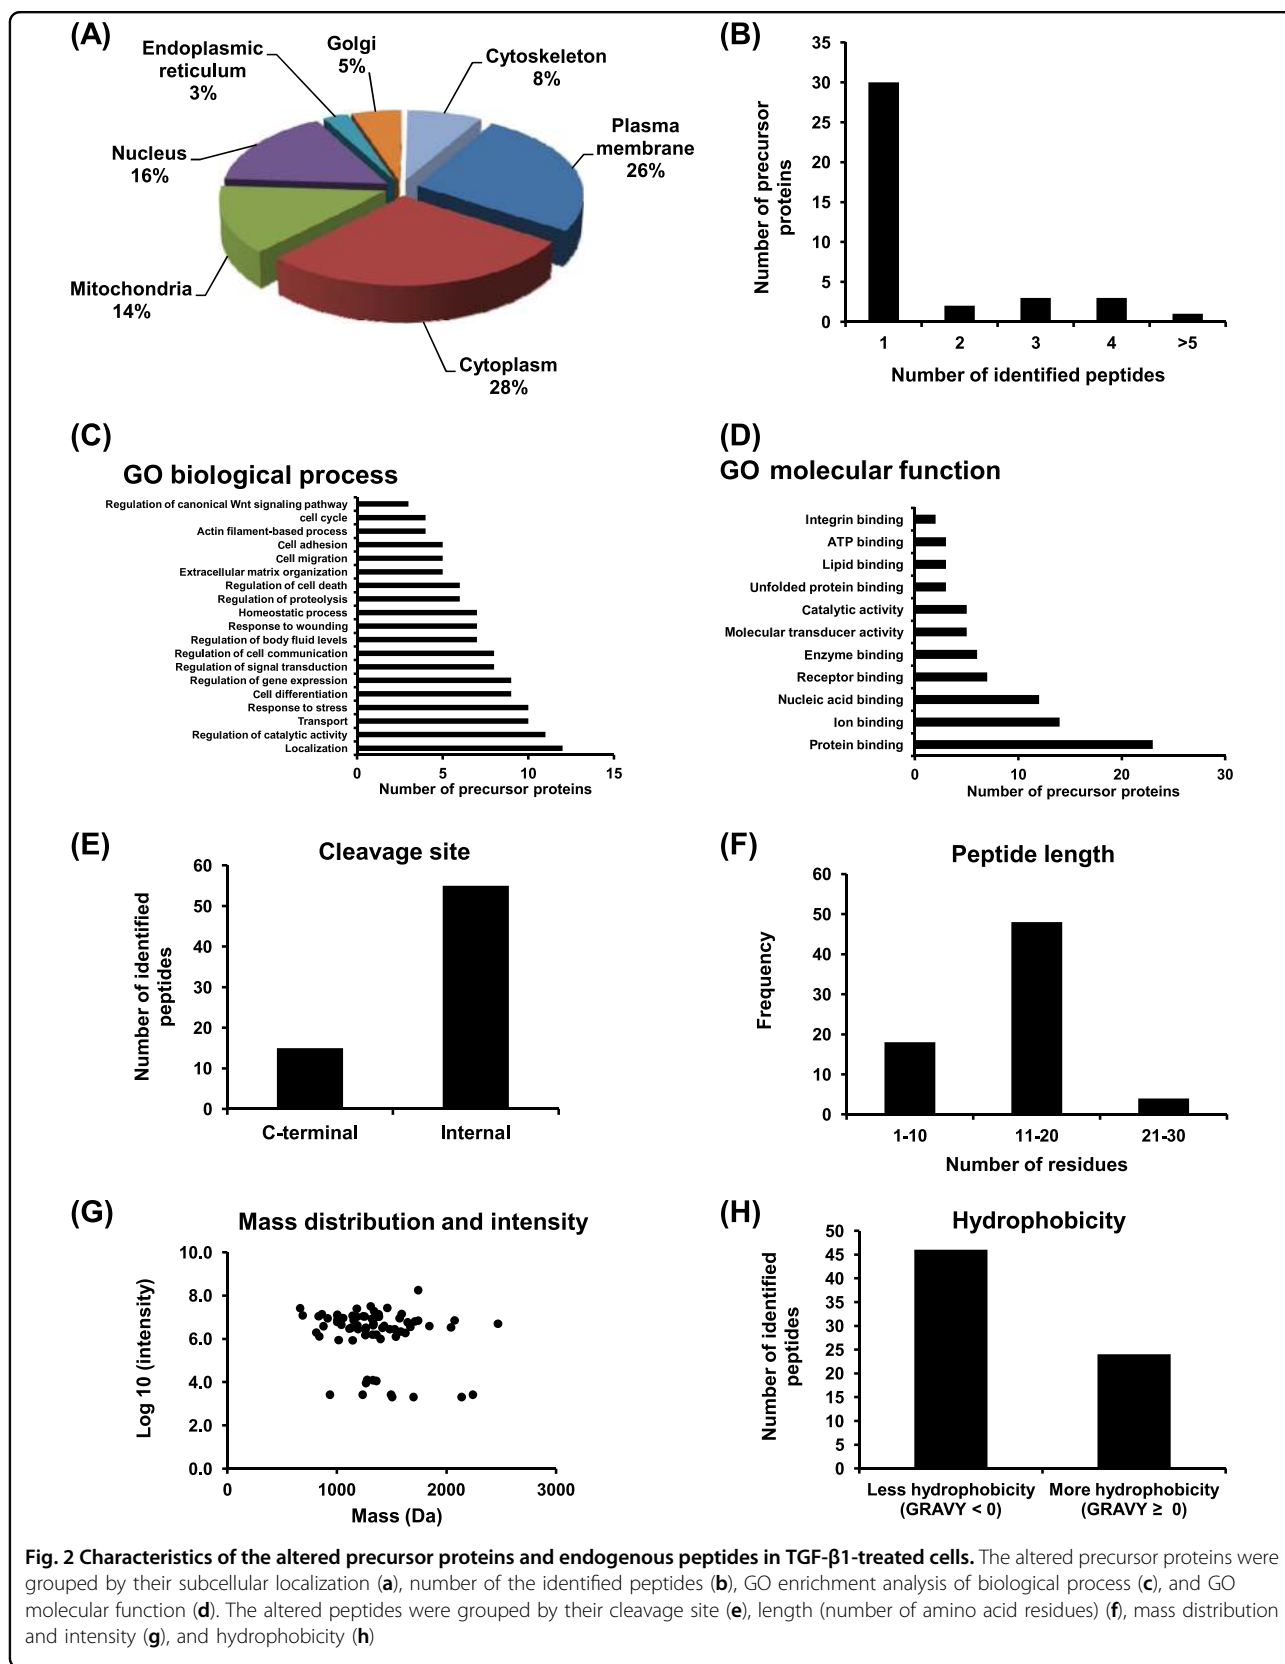 (A)
Endoplasmic
reticulum
3%
Golgi
5%
Cytoskeleton
8%
Plasma
membrane
26%
Nucleus
16%
Mitochondria
14%
Cytoplasm
28%
(B)
Number of precursor
proteins
35
30
25
20
15
10
5
0
1 2 3 4 >5
Number of identified peptides
(C)
GO biological process
Regulation of canonical Wnt signaling pathway
cell cycle
Actin filament-based process
Cell adhesion
Cell migration
Extracellular matrix organization
Regulation of cell death
Regulation of proteolysis
Homeostatic process
Response to wounding
Regulation of body fluid levels
Regulation of cell communication
Regulation of signal transduction
Regulation of gene expression
Cell differentiation
Response to stress
Transport
Regulation of catalytic activity
Localization
0 5 10 15
Number of precursor proteins
(D)
GO molecular function
Integrin binding
ATP binding
Lipid binding
Unfolded protein binding
Catalytic activity
Molecular transducer activity
Enzyme binding
Receptor binding
Nucleic acid binding
Ion binding
Protein binding
0 10 20 30
Number of precursor proteins
(E)
Cleavage site
Number of identified
peptides
60
50
40
30
20
10
0
C-terminal Internal
(F)
Peptide length
Frequency
60
50
40
30
20
10
0
1-10 11-20 21-30
Number of residues
(G)
Mass distribution and intensity
Log 10 (intensity)
10.0
8.0
6.0
4.0
2.0
0.0
0 1000 2000 3000
Mass (Da)
(H)
Hydrophobicity
Number of identified
peptides
50
45
40
35
30
25
20
15
10
5
0
Less hydrophobicity
(GRAVY < 0)
More hydrophobicity
(GRAVY ≥ 0)
Fig. 2 Characteristics of the altered precursor proteins and endogenous peptides in TGF-β1-treated cells. The altered precursor proteins were
grouped by their subcellular localization (a), number of the identified peptides (b), GO enrichment analysis of biological process (c), and GO
molecular function (d). The altered peptides were grouped by their cleavage site (e), length (number of amino acid residues) (f), mass distribution
and intensity (g), and hydrophobicity (h)